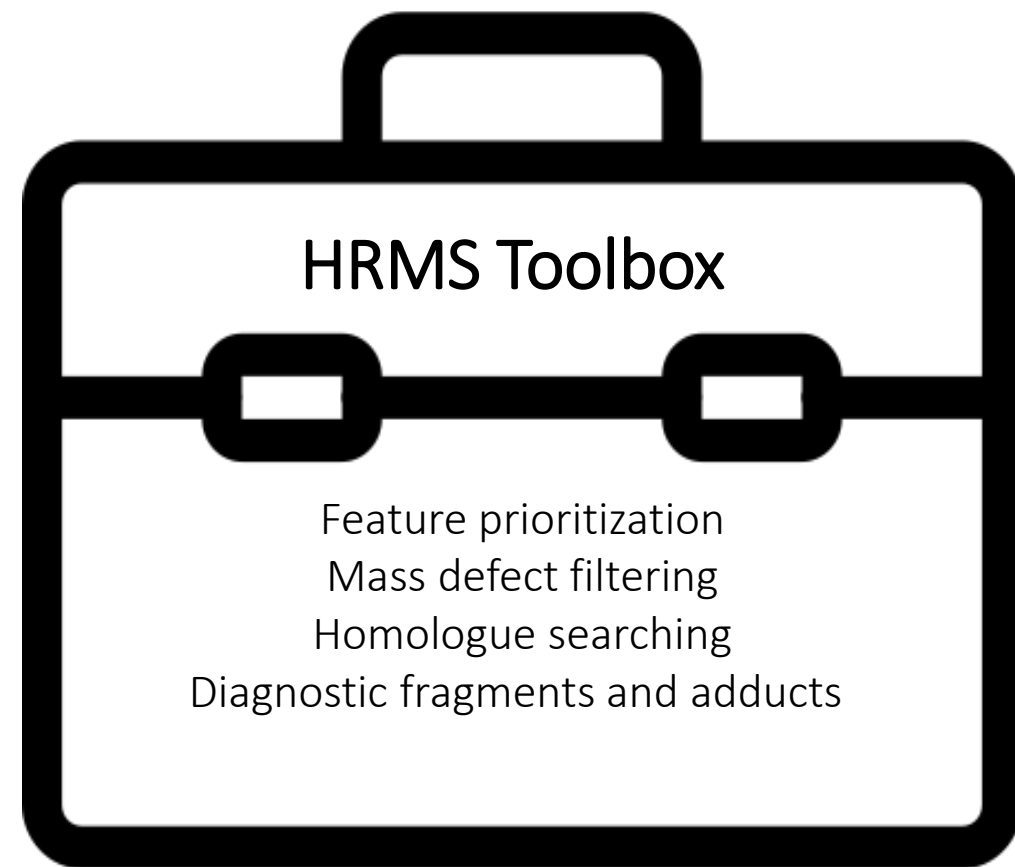 HRMS Toolbox
Feature prioritization
Mass defect filtering
Homologue searching
Diagnostic fragments and adducts